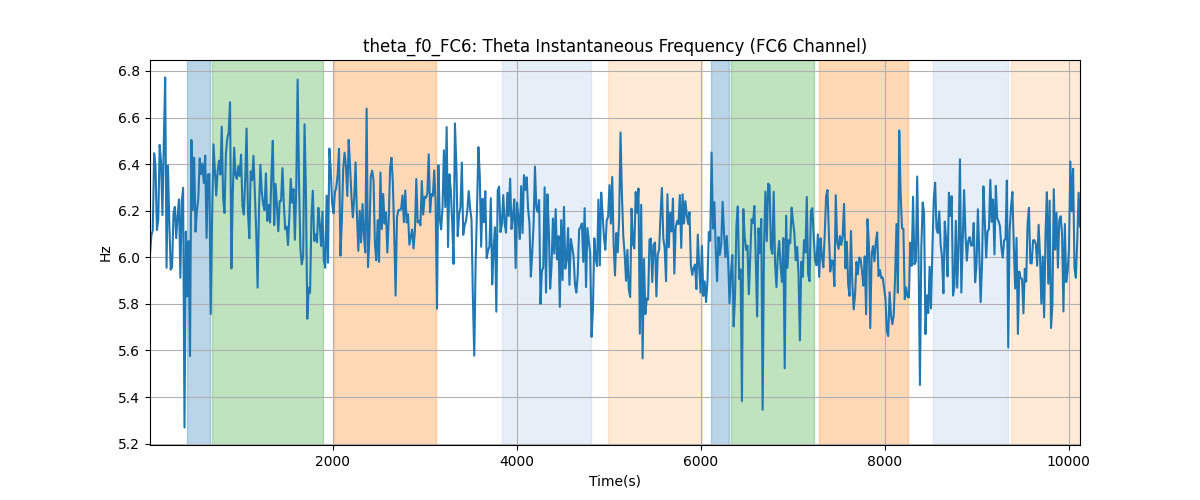 theta_f0_FC6: Theta Instantaneous Frequency (FC6 Channel)
6.8
6.6
6.4
6.2
6.0
5.8
5.6
5.4
5.2
Hz
2000 4000 6000 8000 10000
Time(s)